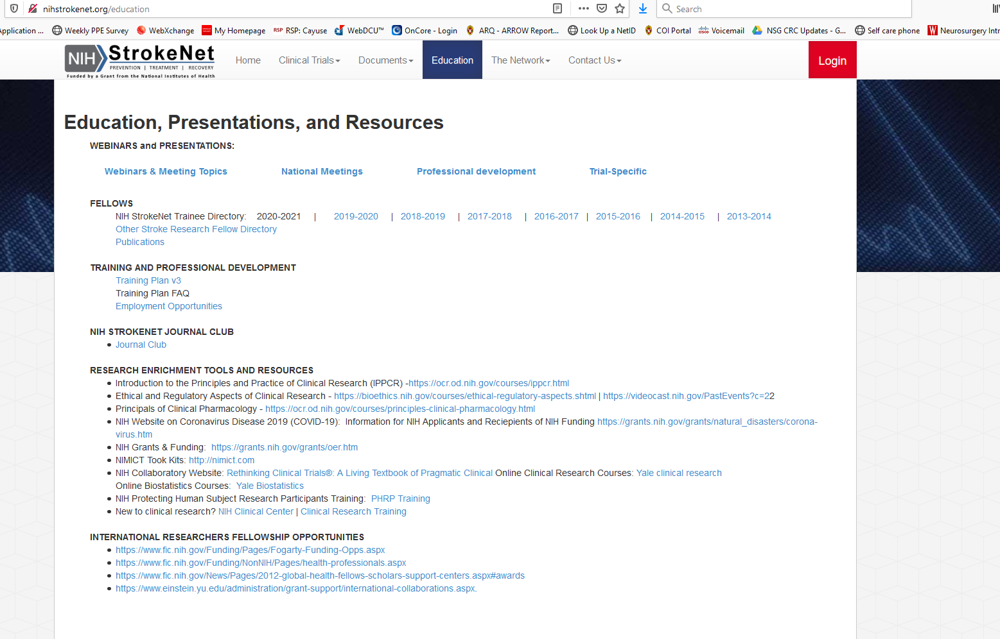 nihstrokenet.org/education
Search
Application ... Weekly PPE Survey WebXchange My Homepage RSP RSP: Cayuse WebDCU™ OnCore - Login ARQ - ARROW Report... Look Up a NetID COI Portal cisco Voicemail NSG CRC Updates - G... Self care phone W Neurosurgery Intr
NIH StrokeNet
PREVENTION | TREATMENT | RECOVERY
Funded by a Grant from the National Institutes of Health
Home Clinical Trials Documents Education The Network Contact Us Login
Education, Presentations, and Resources
WEBINARS and PRESENTATIONS:
Webinars & Meeting Topics National Meetings Professional development Trial-Specific
FELLOWS
NIH StrokeNet Trainee Directory: 2020-2021 | 2019-2020 | 2018-2019 | 2017-2018 | 2016-2017 | 2015-2016 | 2014-2015 | 2013-2014
Other Stroke Research Fellow Directory
Publications
TRAINING AND PROFESSIONAL DEVELOPMENT
Training Plan v3
Training Plan FAQ
Employment Opportunities
NIH STROKENET JOURNAL CLUB
• Journal Club
RESEARCH ENRICHMENT TOOLS AND RESOURCES
• Introduction to the Principles and Practice of Clinical Research (IPPCR) -https://ocr.od.nih.gov/courses/ippcr.html
• Ethical and Regulatory Aspects of Clinical Research - https://bioethics.nih.gov/courses/ethical-regulatory-aspects.shtml | https://videocast.nih.gov/PastEvents?c=22
• Principals of Clinical Pharmacology - https://ocr.od.nih.gov/courses/principles-clinical-pharmacology.html
• NIH Website on Coronavirus Disease 2019 (COVID-19): Information for NIH Applicants and Reciepients of NIH Funding https://grants.nih.gov/grants/natural_disasters/corona-
virus.htm
• NIH Grants & Funding: https://grants.nih.gov/grants/oer.htm
• NIMICT Took Kits: http://nimict.com
• NIH Collaboratory Website: Rethinking Clinical Trials®: A Living Textbook of Pragmatic Clinical Online Clinical Research Courses: Yale clinical research
Online Biostatistics Courses: Yale Biostatistics
• NIH Protecting Human Subject Research Participants Training: PHRP Training
• New to clinical research? NIH Clinical Center | Clinical Research Training
INTERNATIONAL RESEARCHERS FELLOWSHIP OPPORTUNITIES
• https://www.fic.nih.gov/Funding/Pages/Fogarty-Funding-Opps.aspx
• https://www.fic.nih.gov/Funding/NonNIH/Pages/health-professionals.aspx
• https://www.fic.nih.gov/News/Pages/2012-global-health-fellows-scholars-support-centers.aspx#awards
• https://www.einstein.yu.edu/administration/grant-support/international-collaborations.aspx.